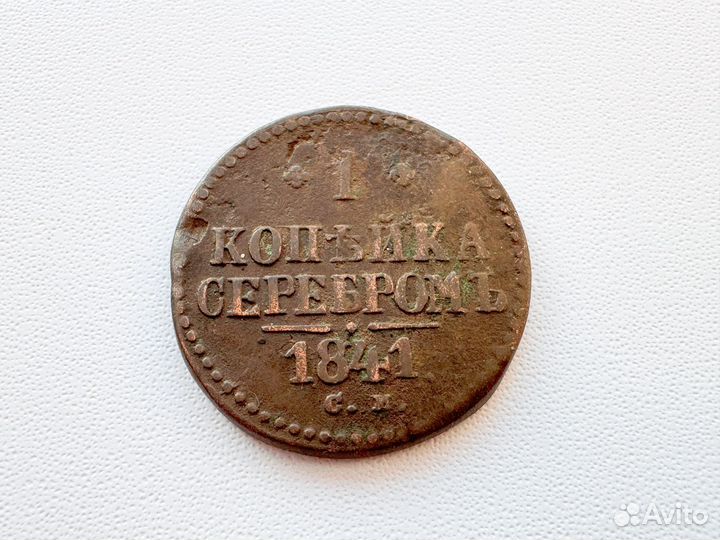 1
КОПѢЙКА
СЕРЕБРОМЪ
1841
С. М.
Avito